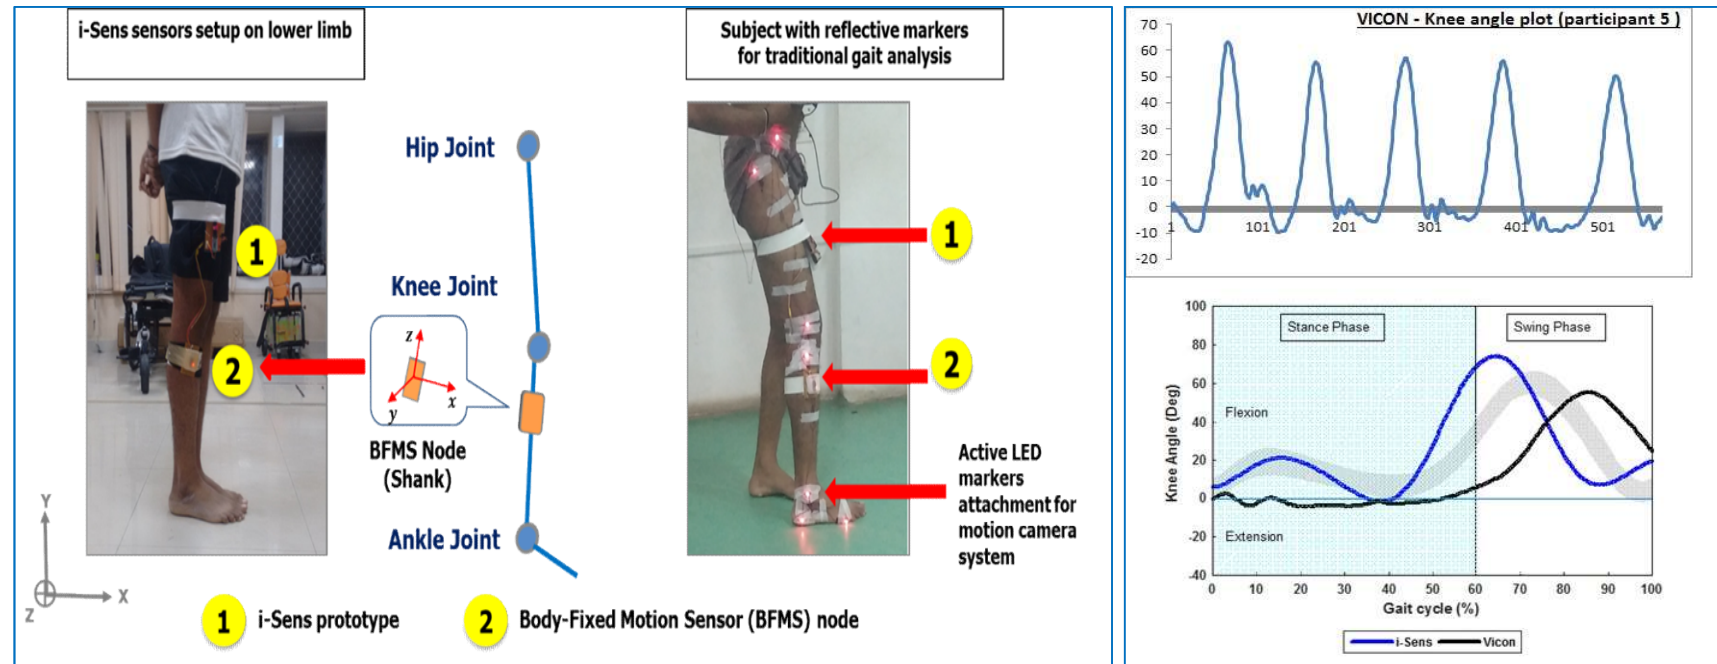 i-Sens sensors setup on lower limb
Subject with reflective markers
for traditional gait analysis
Hip Joint
Knee Joint
z
y
x
BFMS Node
(Shank)
Ankle Joint
1
2
1
2
Active LED
markers
attachment for
motion camera
system
Y
X
Z
1 i-Sens prototype
2 Body-Fixed Motion Sensor (BFMS) node
VICON - Knee angle plot (participant 5 )
70
60
50
40
30
20
10
0
-10
-20
1 101 201 301 401 501
100
80
60
40
20
0
-20
-40
Knee Angle (Deg)
Stance Phase
Swing Phase
Flexion
Extension
0 10 20 30 40 50 60 70 80 90 100
Gait cycle (%)
i-Sens Vicon